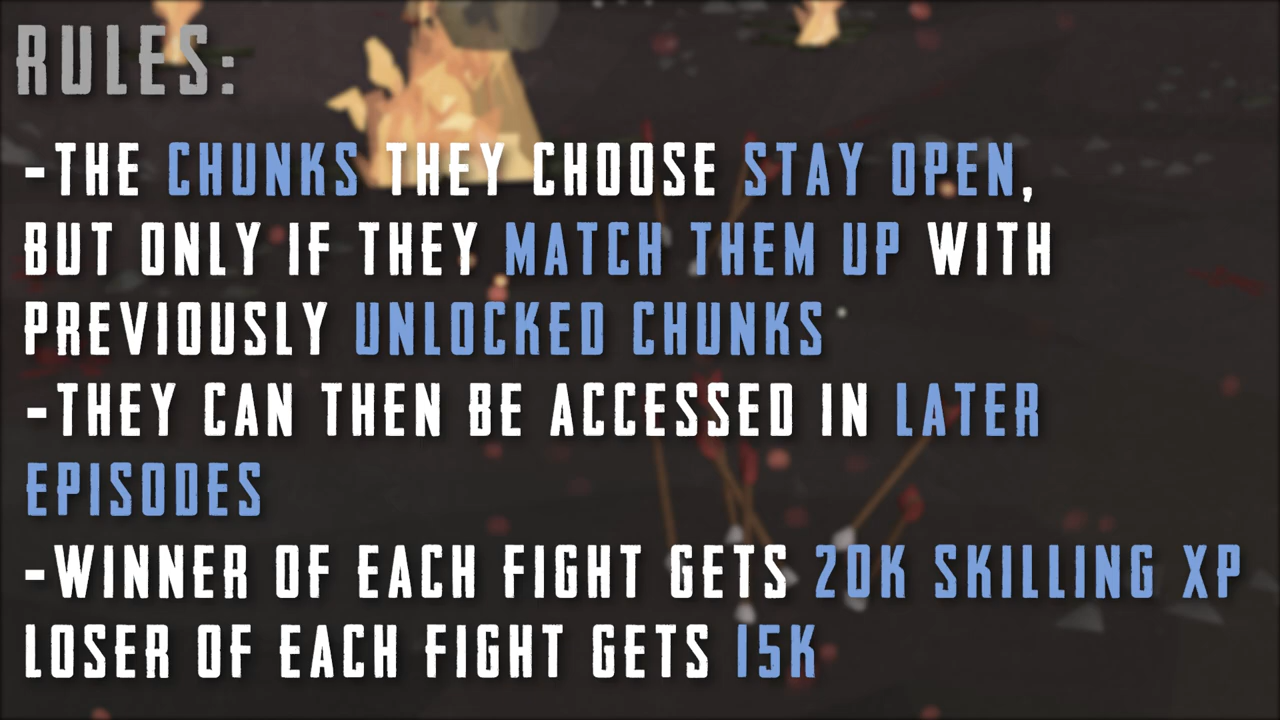 RULES:
-THE CHUNKS THEY CHOOSE STAY OPEN,
BUT ONLY IF THEY MATCH THEM UP WITH
PREVIOUSLY UNLOCKED CHUNKS
-THEY CAN THEN BE ACCESSED IN LATER
EPISODES
-WINNER OF EACH FIGHT GETS 20K SKILLING XP
LOSER OF EACH FIGHT GETS 15K